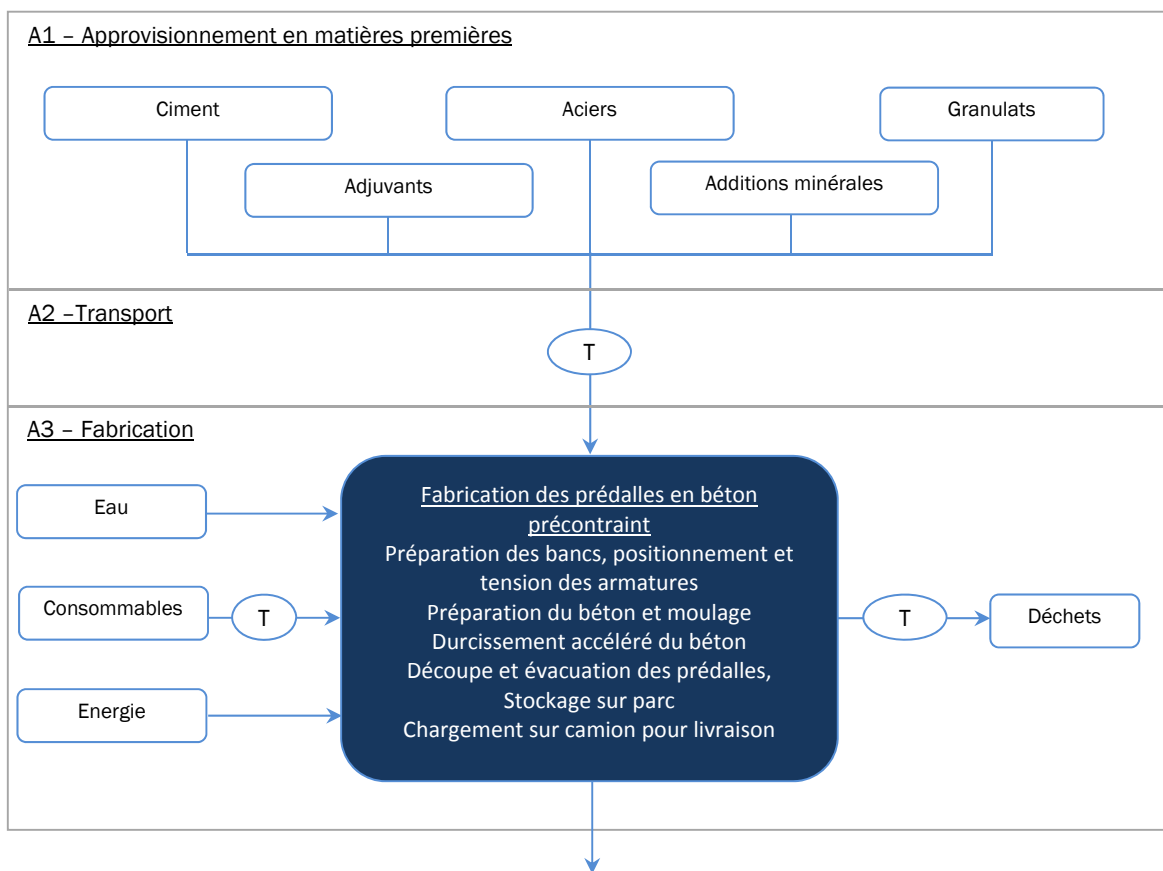 A1 – Approvisionnement en matières premières
Ciment
Aciers
Granulats
Adjuvants
Additions minérales
A2 –Transport
T
A3 – Fabrication
Eau
Consommables
T
Energie
Fabrication des prédalles en béton
précontraint
Préparation des bancs, positionnement et
tension des armatures
Préparation du béton et moulage
Durcissement accéléré du béton
Découpe et évacuation des prédalles,
Stockage sur parc
Chargement sur camion pour livraison
T
Déchets